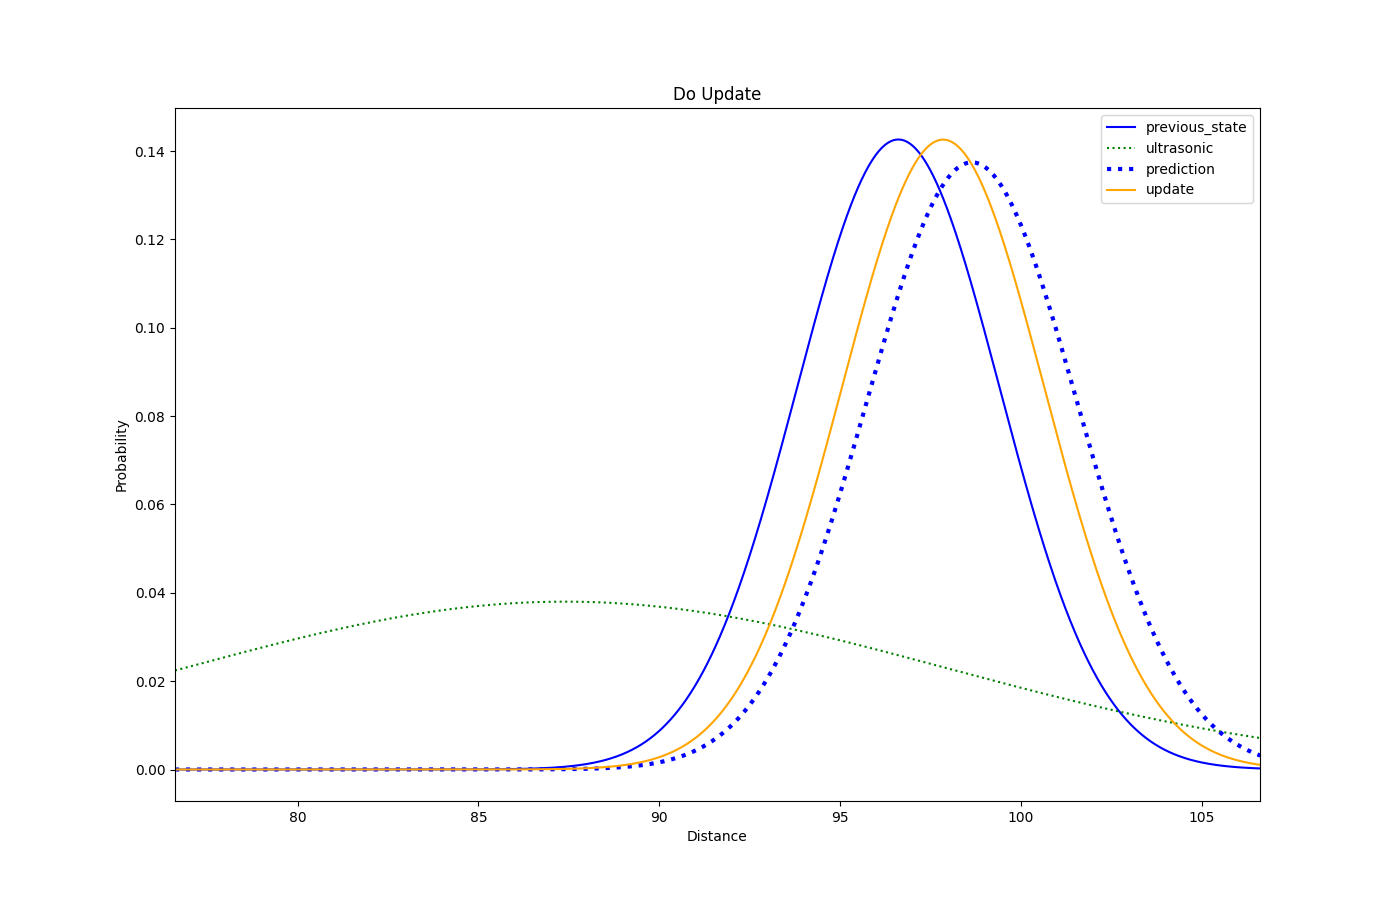 Do Update
previous_state
ultrasonic
prediction
update
0.14
0.12
0.10
0.08
0.06
0.04
0.02
0.00
Probability
80 85 90 95 100 105
Distance